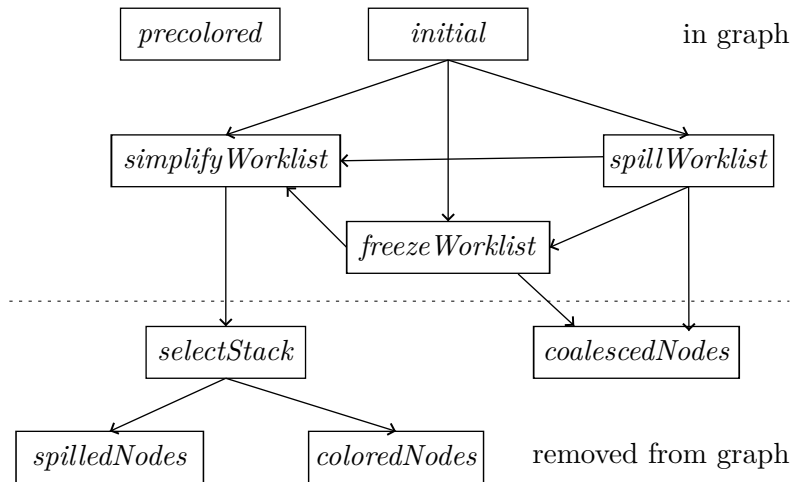 precolored initial in graph
simplifyWorklist spillWorklist
freezeWorklist
selectStack coalescedNodes
spilledNodes coloredNodes removed from graph